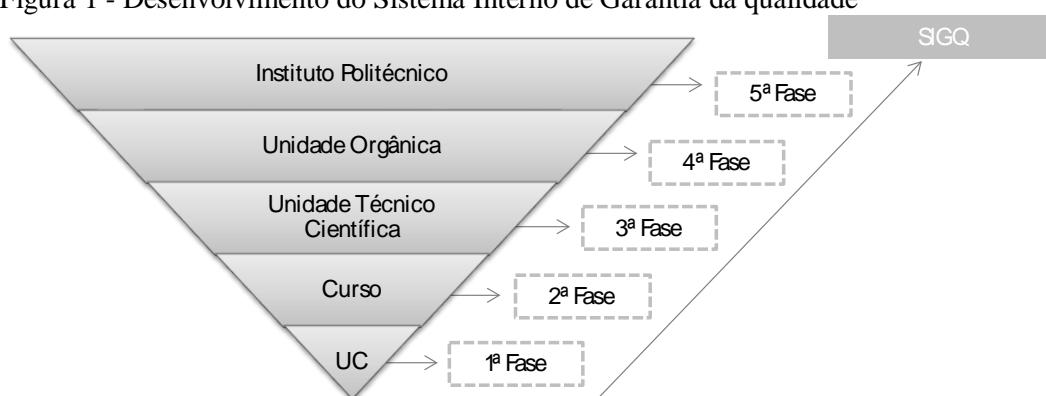 Figura 1 - Desenvolvimento do Sistema Interno de Garantia da qualidade
SIGQ
Instituto Politécnico
5ª Fase
Unidade Orgânica
4ª Fase
Unidade Técnico
Científica
3ª Fase
Curso
2ª Fase
UC
1ª Fase